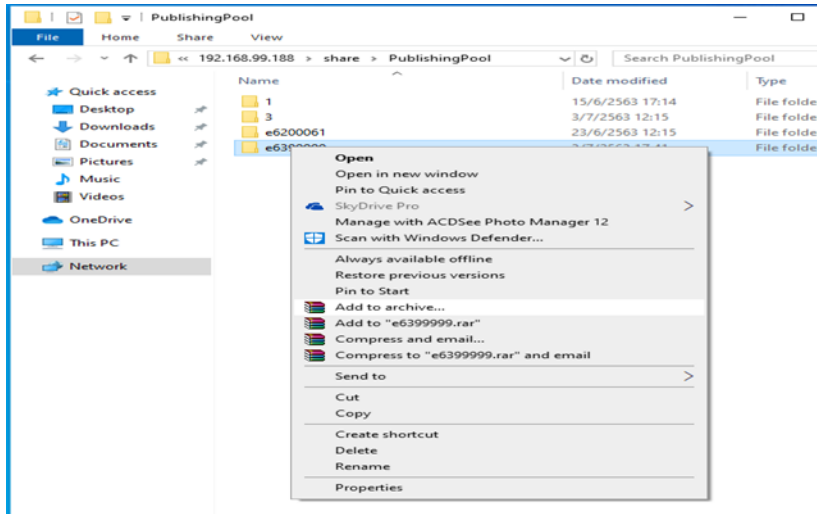 PublishingPool
File Home Share View
« 192.168.99.188 > share > PublishingPool
Search PublishingPool
Quick access
Desktop
Downloads
Documents
Pictures
Music
Videos
OneDrive
This PC
Network
Name Date modified Type
1 15/6/2563 17:14 File folde
3 3/7/2563 12:15 File folde
e6200061 23/6/2563 12:15 File folde
e6399999 File folde
Open
Open in new window
Pin to Quick access
SkyDrive Pro >
Manage with ACDSee Photo Manager 12
Scan with Windows Defender...
Always available offline
Restore previous versions
Pin to Start
Add to archive...
Add to "e6399999.rar"
Compress and email...
Compress to "e6399999.rar" and email
Send to >
Cut
Copy
Create shortcut
Delete
Rename
Properties